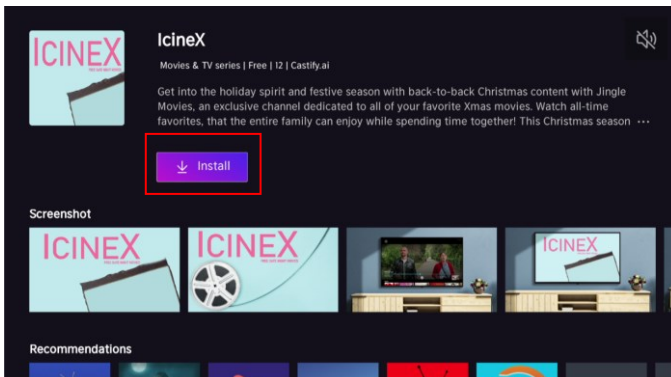 ICINEX
IcineX
Movies & TV series | Free | 12 | Castify.ai
Get into the holiday spirit and festive season with back-to-back Christmas content with Jingle
Movies, an exclusive channel dedicated to all of your favorite Xmas movies. Watch all-time
favorites, that the entire family can enjoy while spending time together! This Christmas season ···
Install
Screenshot
ICINEX
ICINEX
ICINEX
Recommendations